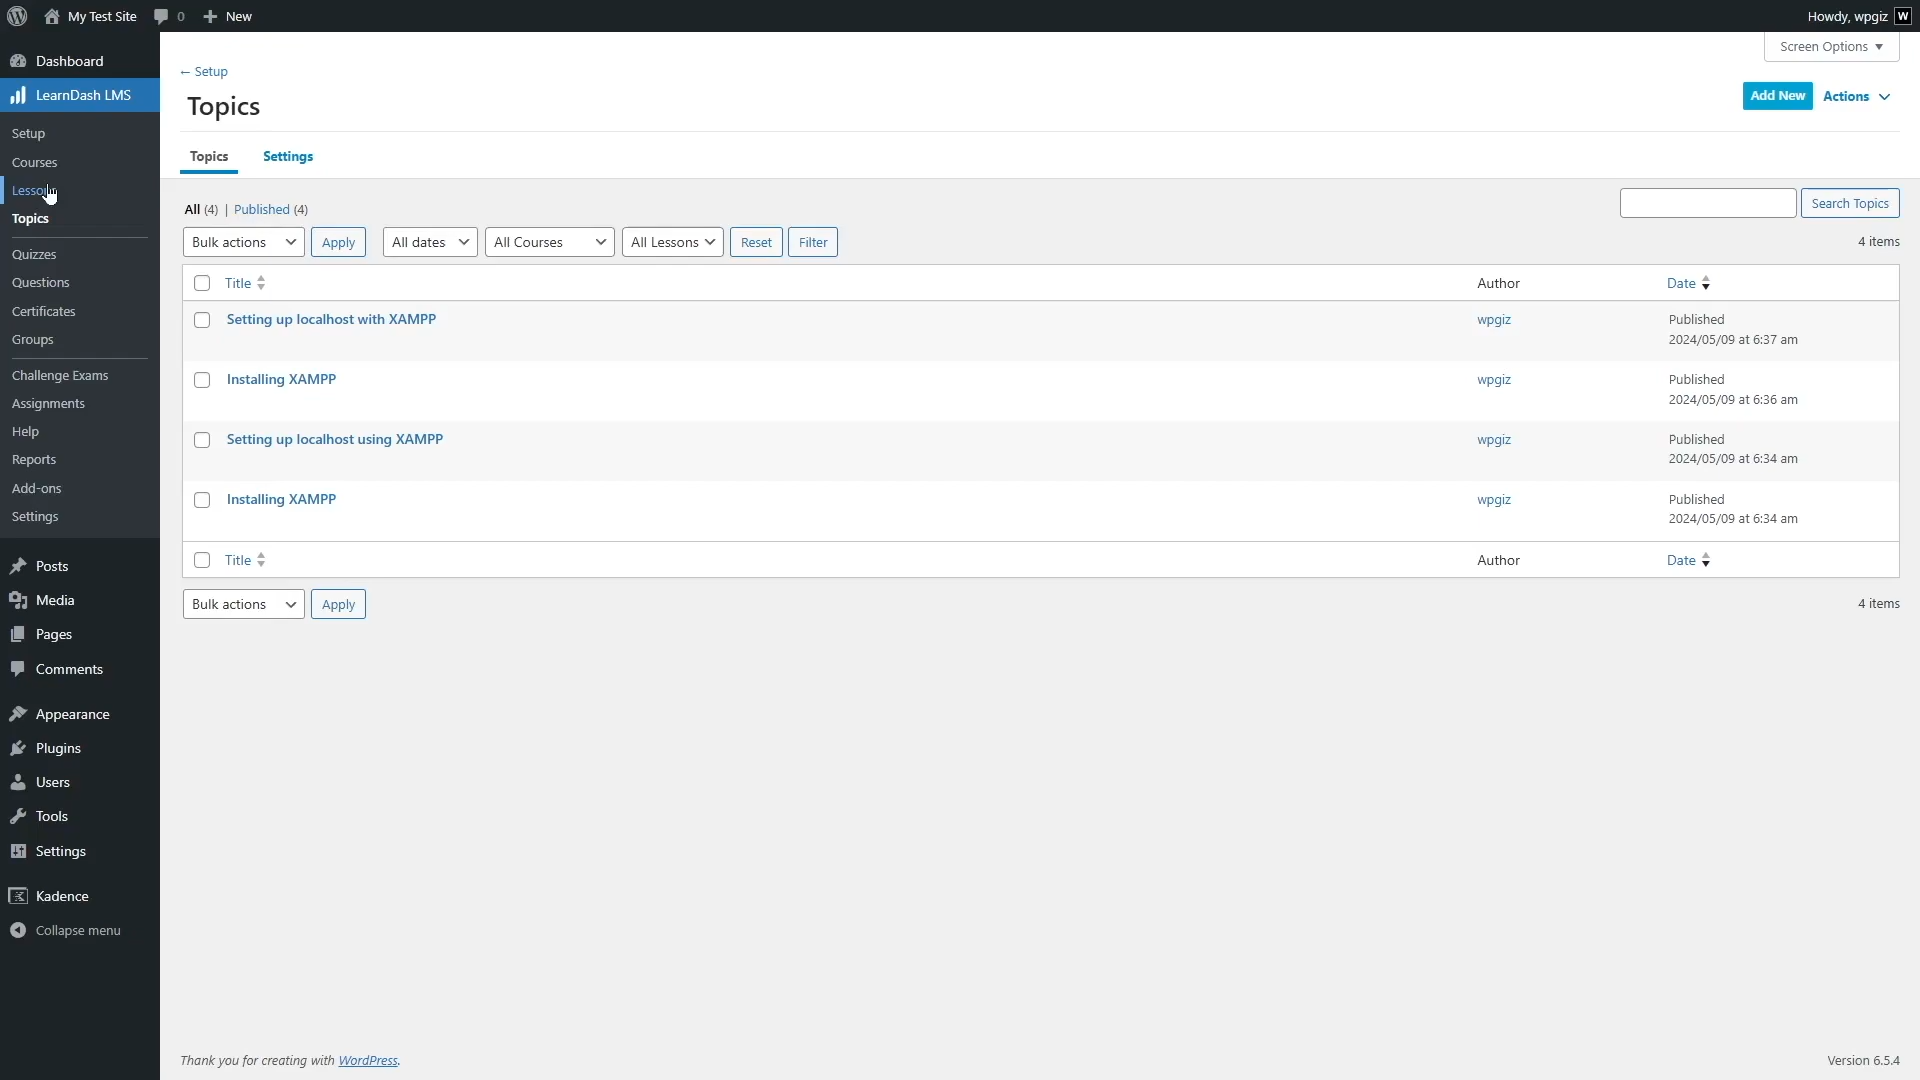 My Test Site 0 New Howdy, wpgiz W
Screen Options
Dashboard
LearnDash LMS
Setup
Courses
Topics
Quizzes
Questions
Certificates
Groups
Challenge Exams
Assignments
Help
Reports
Add-ons
Settings
Posts
Media
Pages
Comments
Appearance
Plugins
Users
Tools
Settings
Kadence
Collapse menu
← Setup
Topics
Add New Actions
Topics Settings
All (4) | Published (4)
Search Topics
Bulk actions Apply All dates All Courses All Lessons Reset Filter 4 items
Title Author Date
Setting up localhost with XAMPP wpgiz Published
2024/05/09 at 6:37 am
Installing XAMPP wpgiz Published
2024/05/09 at 6:36 am
Setting up localhost using XAMPP wpgiz Published
2024/05/09 at 6:34 am
Installing XAMPP wpgiz Published
2024/05/09 at 6:34 am
Title Author Date
Bulk actions Apply 4 items
Thank you for creating with WordPress. Version 6.5.4